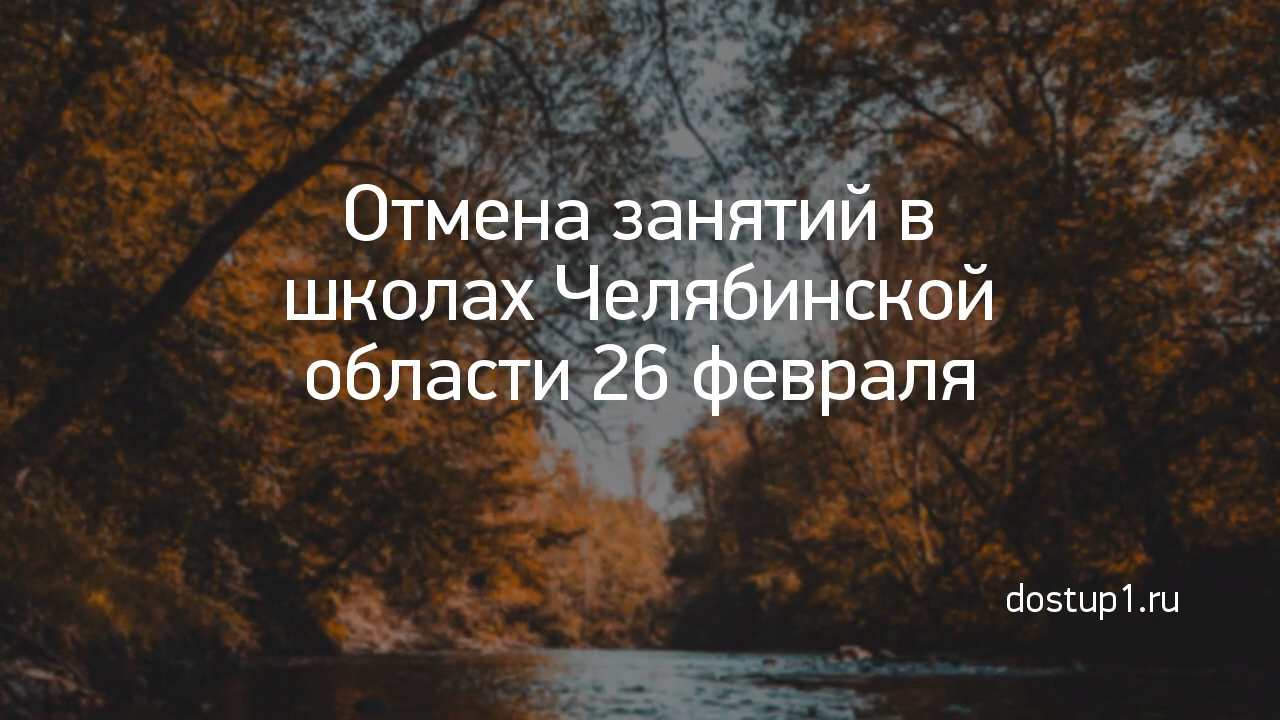 Отмена занятий в
школах Челябинской
области 26 февраля
dostup1.ru